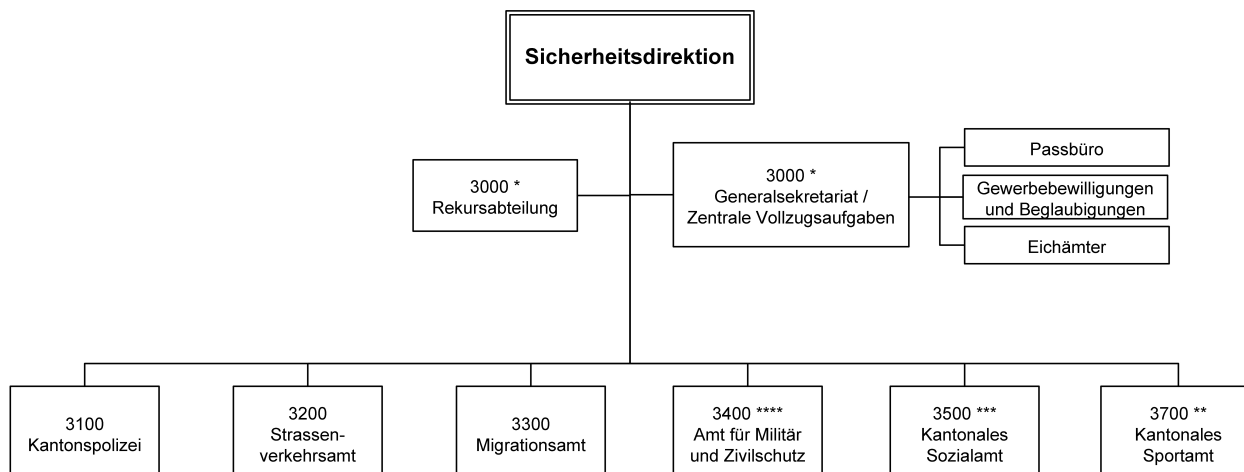 Sicherheitsdirektion
3000 *
Rekursabteilung
3000 *
Generalsekretariat /
Zentrale Vollzugsaufgaben
Passbüro
Gewerbebewilligungen
und Beglaubigungen
Eichämter
3100
Kantonspolizei
3200
Strassen-
verkehrsamt
3300
Migrationsamt
3400 ****
Amt für Militär
und Zivilschutz
3500 ***
Kantonales
Sozialamt
3700 **
Kantonales
Sportamt